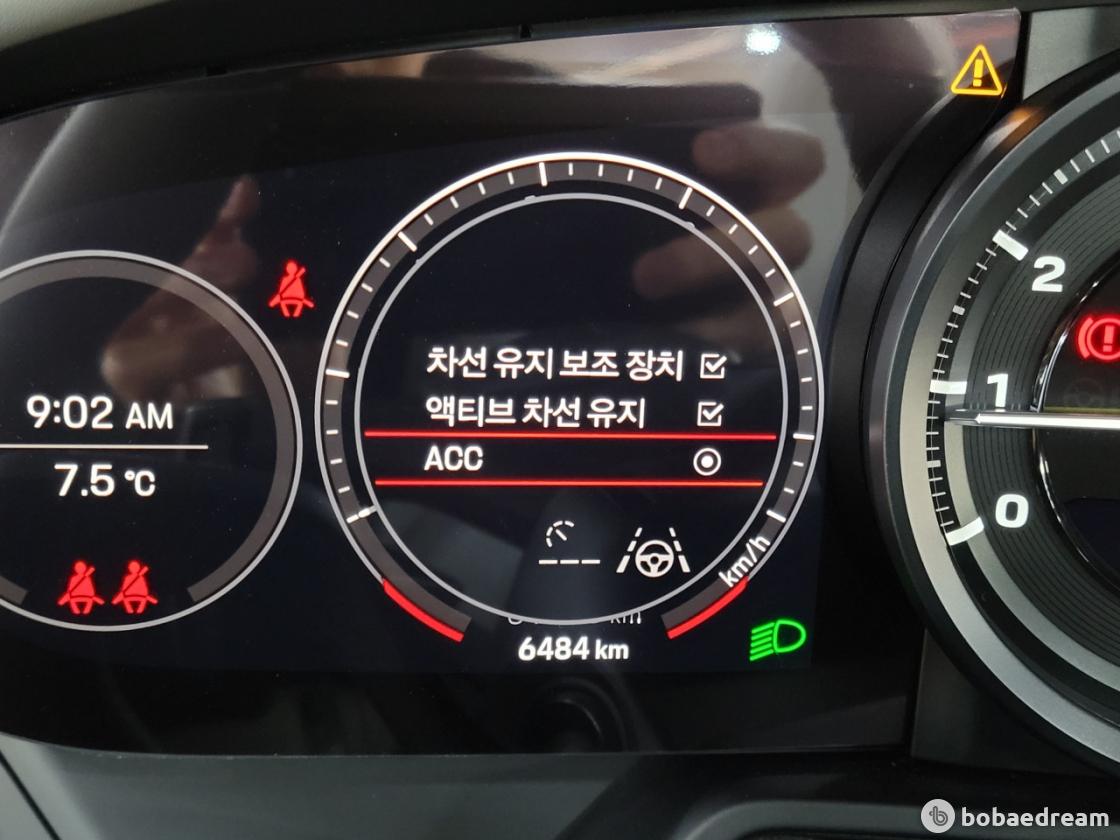 차선 유지 보조 장치
액티브 차선 유지
ACC
9:02 AM
7.5 °C
km/h
6484 km
2
1
0
bobaedream